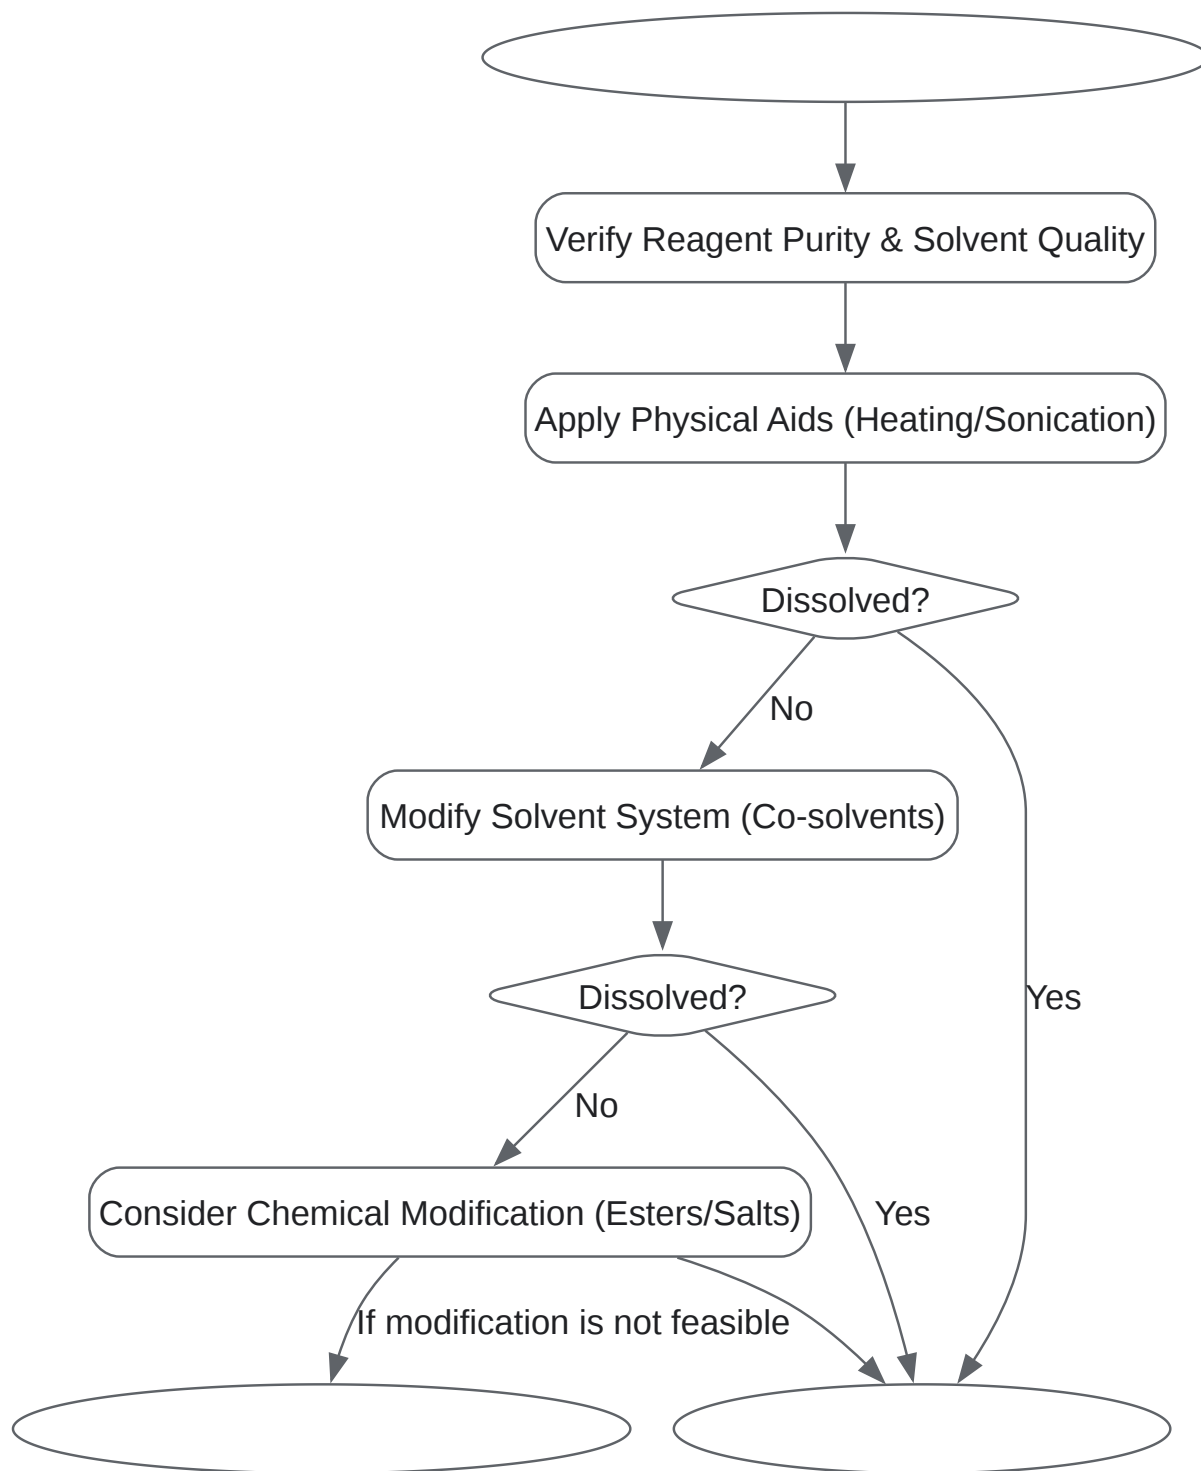 Verify Reagent Purity & Solvent Quality
Apply Physical Aids (Heating/Sonication)
Dissolved?
No
Modify Solvent System (Co-solvents)
Dissolved?
Yes
No
Consider Chemical Modification (Esters/Salts)
Yes
If modification is not feasible